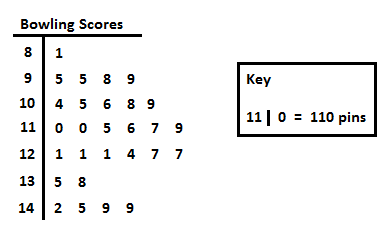 Bowling Scores
8 1
9 5 5 8 9
10 4 5 6 8 9
11 0 0 5 6 7 9
12 1 1 1 4 7 7
13 5 8
14 2 5 9 9
Key
11 | 0 = 110 pins